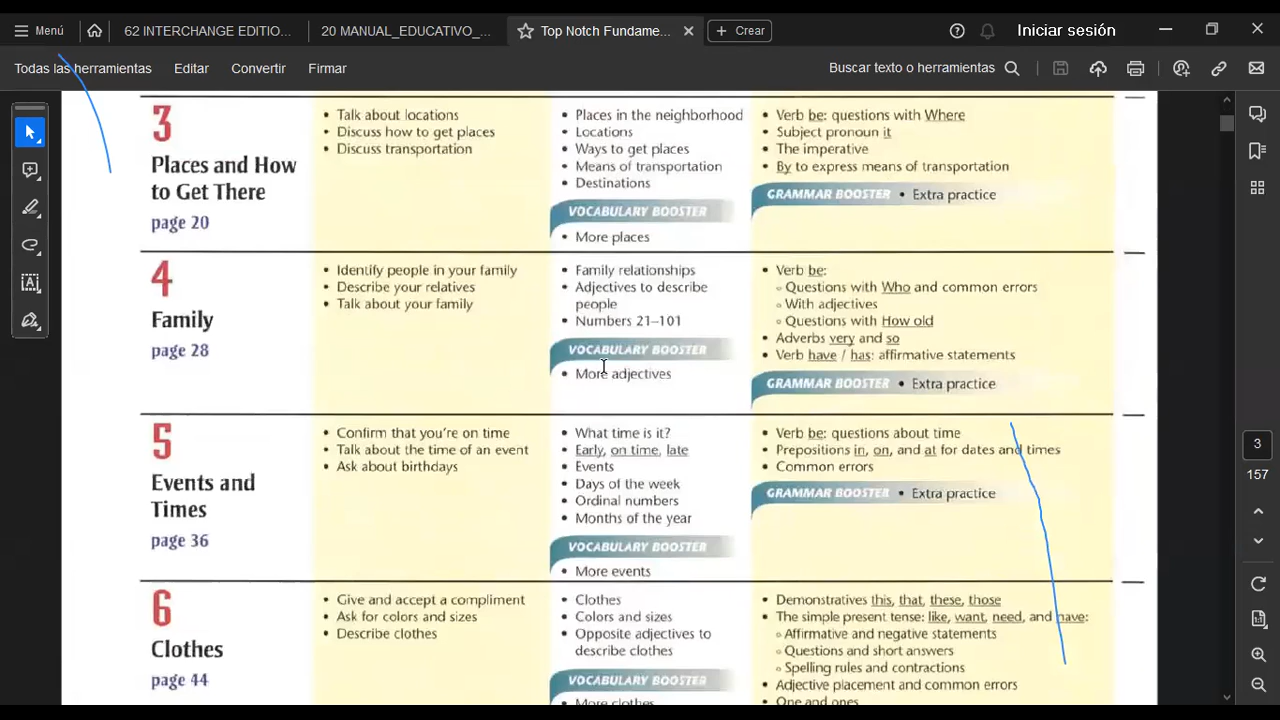 Menú 62 INTERCHANGE EDITIO... 20 MANUAL_EDUCATIVO_... Top Notch Fundame... Crear Iniciar sesión
Todas las herramientas Editar Convertir Firmar Buscar texto o herramientas
3
Places and How
to Get There
page 20
• Talk about locations
• Discuss how to get places
• Discuss transportation
• Places in the neighborhood
• Locations
• Ways to get places
• Means of transportation
• Destinations
VOCABULARY BOOSTER
• More places
• Verb be: questions with Where
• Subject pronoun it
• The imperative
• By to express means of transportation
GRAMMAR BOOSTER • Extra practice
4
Family
page 28
• Identify people in your family
• Describe your relatives
• Talk about your family
• Family relationships
• Adjectives to describe
people
• Numbers 21–101
VOCABULARY BOOSTER
• More adjectives
• Verb be:
◦ Questions with Who and common errors
◦ With adjectives
◦ Questions with How old
• Adverbs very and so
• Verb have / has: affirmative statements
GRAMMAR BOOSTER • Extra practice
5
Events and
Times
page 36
• Confirm that you're on time
• Talk about the time of an event
• Ask about birthdays
• What time is it?
• Early, on time, late
• Events
• Days of the week
• Ordinal numbers
• Months of the year
VOCABULARY BOOSTER
• More events
• Verb be: questions about time
• Prepositions in, on, and at for dates and times
• Common errors
GRAMMAR BOOSTER • Extra practice
6
Clothes
page 44
• Give and accept a compliment
• Ask for colors and sizes
• Describe clothes
• Clothes
• Colors and sizes
• Opposite adjectives to
describe clothes
VOCABULARY BOOSTER
• More clothes
• Demonstratives this, that, these, those
• The simple present tense: like, want, need, and have:
◦ Affirmative and negative statements
◦ Questions and short answers
◦ Spelling rules and contractions
• Adjective placement and common errors
• One and ones
3
157